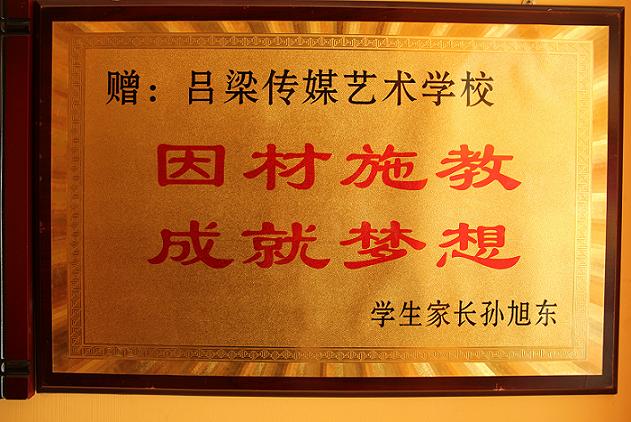 赠：吕梁传媒艺术学校
因材施教
成就梦想
学生家长孙旭东